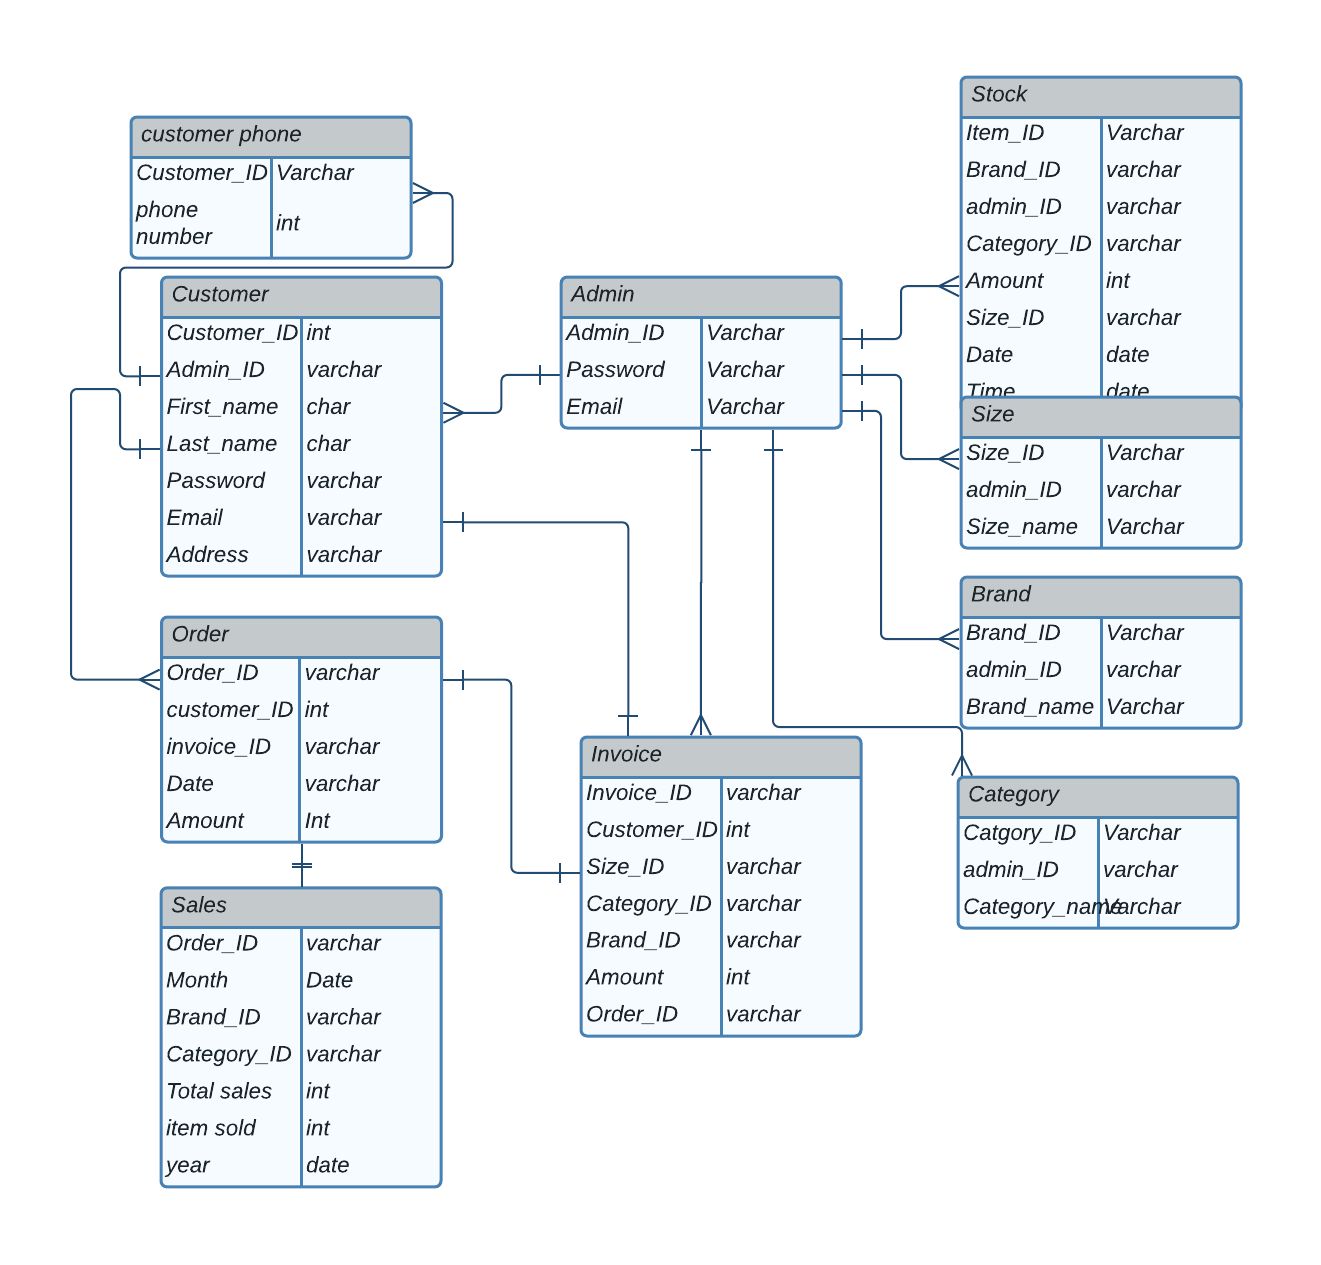 customer phone
Customer_ID Varchar
phone
number int
Customer
Customer_ID int
Admin_ID varchar
First_name char
Last_name char
Password varchar
Email varchar
Address varchar
Order
Order_ID varchar
customer_ID int
invoice_ID varchar
Date varchar
Amount Int
Sales
Order_ID varchar
Month Date
Brand_ID varchar
Category_ID varchar
Total sales int
item sold int
year date
Admin
Admin_ID Varchar
Password Varchar
Email Varchar
Invoice
Invoice_ID varchar
Customer_ID int
Size_ID varchar
Category_ID varchar
Brand_ID varchar
Amount int
Order_ID varchar
Stock
Item_ID Varchar
Brand_ID varchar
admin_ID varchar
Category_ID varchar
Amount int
Size_ID varchar
Date date
Time date
Size
Size_ID Varchar
admin_ID varchar
Size_name Varchar
Brand
Brand_ID Varchar
admin_ID varchar
Brand_name Varchar
Category
Catgory_ID Varchar
admin_ID varchar
Category_name Varchar